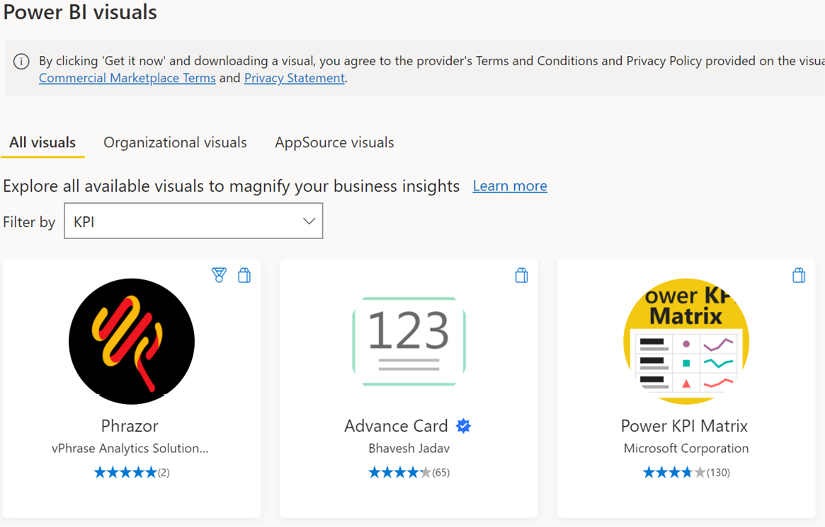 Power BI visuals
By clicking 'Get it now' and downloading a visual, you agree to the provider's Terms and Conditions and Privacy Policy provided on the visua
Commercial Marketplace Terms and Privacy Statement.
All visuals Organizational visuals AppSource visuals
Explore all available visuals to magnify your business insights Learn more
Filter by KPI
ower KP
Matrix
123
Phrazor Advance Card Power KPI Matrix
vPhrase Analytics Solution... Bhavesh Jadav Microsoft Corporation
(2) (65) (130)